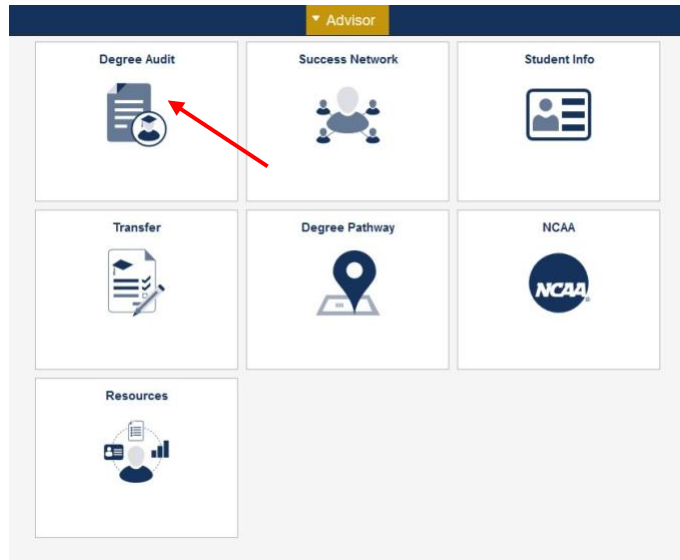 Advisor
Degree Audit
Success Network
Student Info
Transfer
Degree Pathway
NCAA
NCAA
Resources